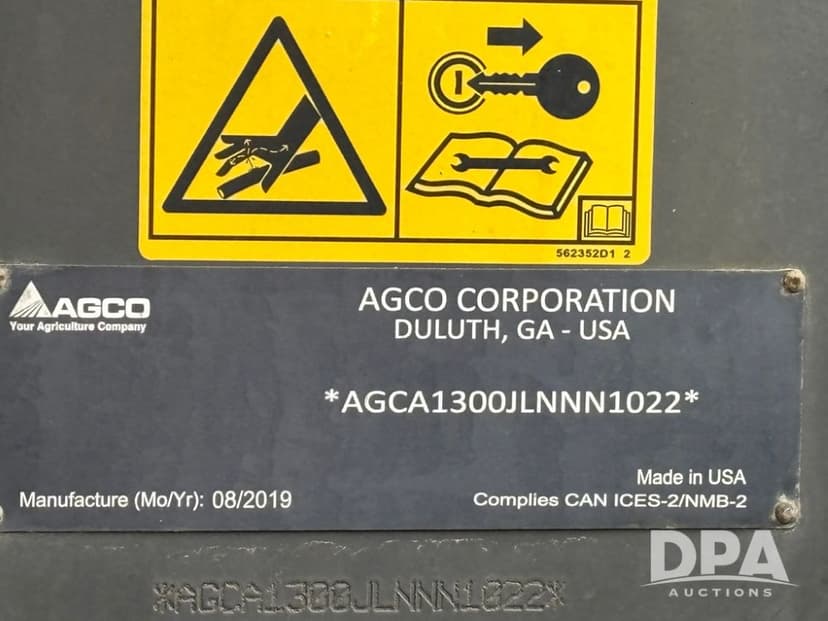 562352D1 2
AGCO
Your Agriculture Company
AGCO CORPORATION
DULUTH, GA - USA
*AGCA1300JLNNN1022*
Made in USA
Manufacture (Mo/Yr): 08/2019
Complies CAN ICES-2/NMB-2
*AGCA1300JLNNN1022*
DPA
AUCTIONS